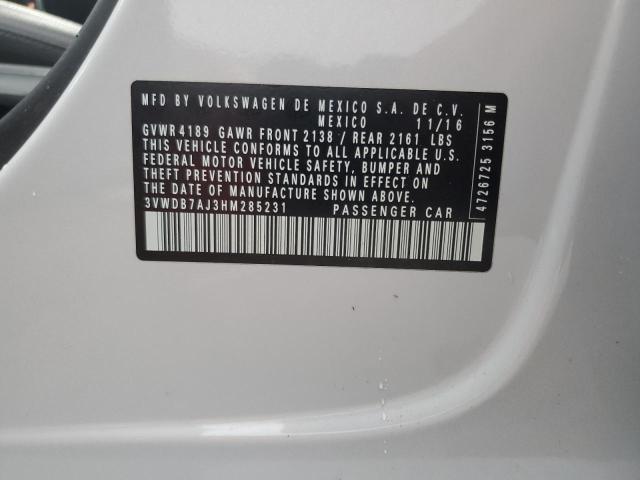 MFD BY VOLKSWAGEN DE MEXICO S.A. DE C.V.
MEXICO 11/16
GVWR 4189 GAWR FRONT 2138 / REAR 2161 LBS
THIS VEHICLE CONFORMS TO ALL APPLICABLE U.S.
FEDERAL MOTOR VEHICLE SAFETY, BUMPER AND
THEFT PREVENTION STANDARDS IN EFFECT ON
THE DATE OF MANUFACTURE SHOWN ABOVE.
3VWDB7AJ3HM285231 PASSENGER CAR
4726725 3156 M